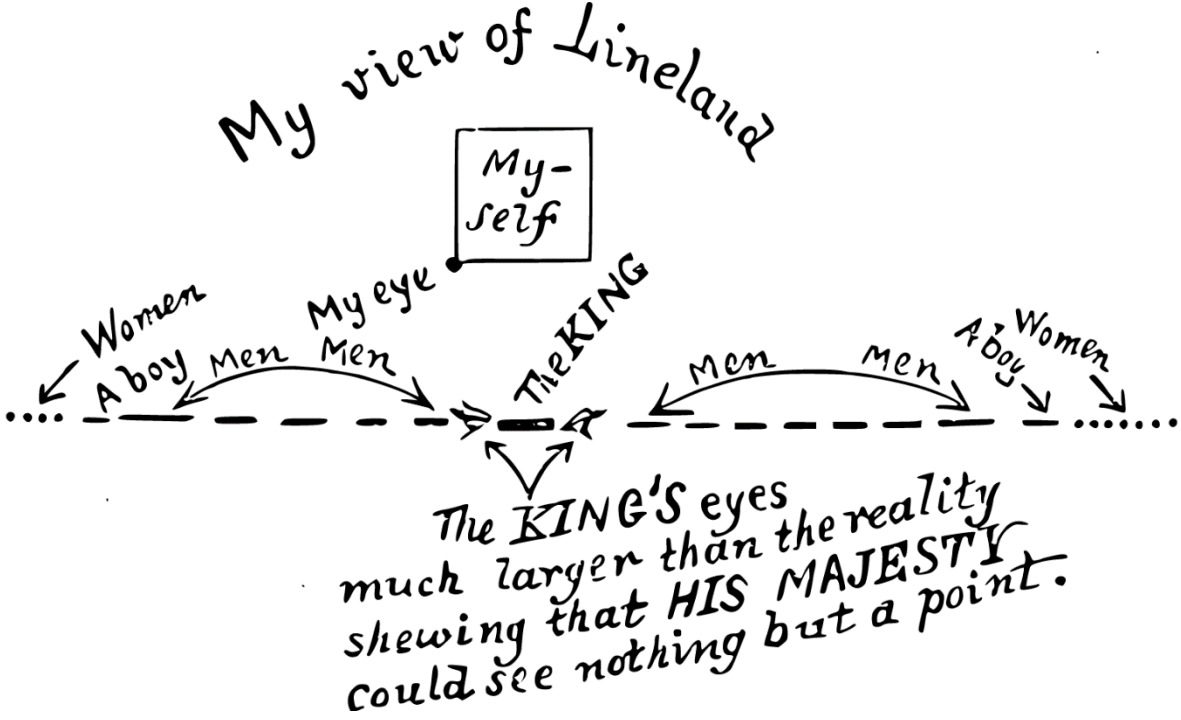 My view of Lineland
My-
self
My eye
The KING
Women
A boy
Men
Men
Men
Men
A boy
Women
The KING'S eyes
much larger than the reality
shewing that HIS MAJESTY
could see nothing but a point.